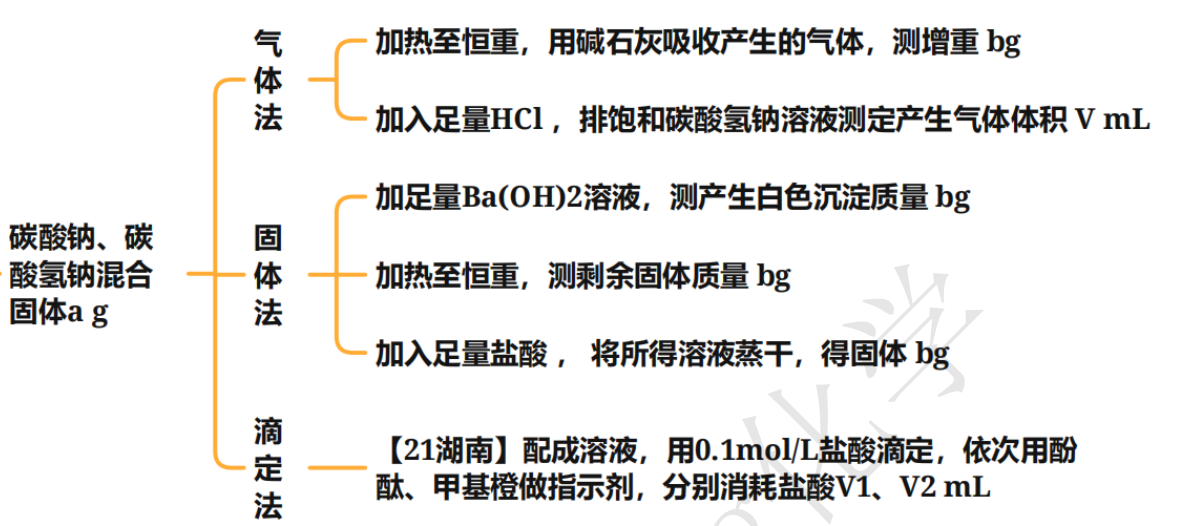 碳酸钠、碳
酸氢钠混合
固体a g
气体法
加热至恒重，用碱石灰吸收产生的气体，测增重 bg
加入足量HCl ，排饱和碳酸氢钠溶液测定产生气体体积 V mL
固体法
加足量Ba(OH)2溶液，测产生白色沉淀质量 bg
加热至恒重，测剩余固体质量 bg
加入足量盐酸 ， 将所得溶液蒸干，得固体 bg
滴定法
【21湖南】配成溶液，用0.1mol/L盐酸滴定，依次用酚
酞、甲基橙做指示剂，分别消耗盐酸V1、V2 mL
化学